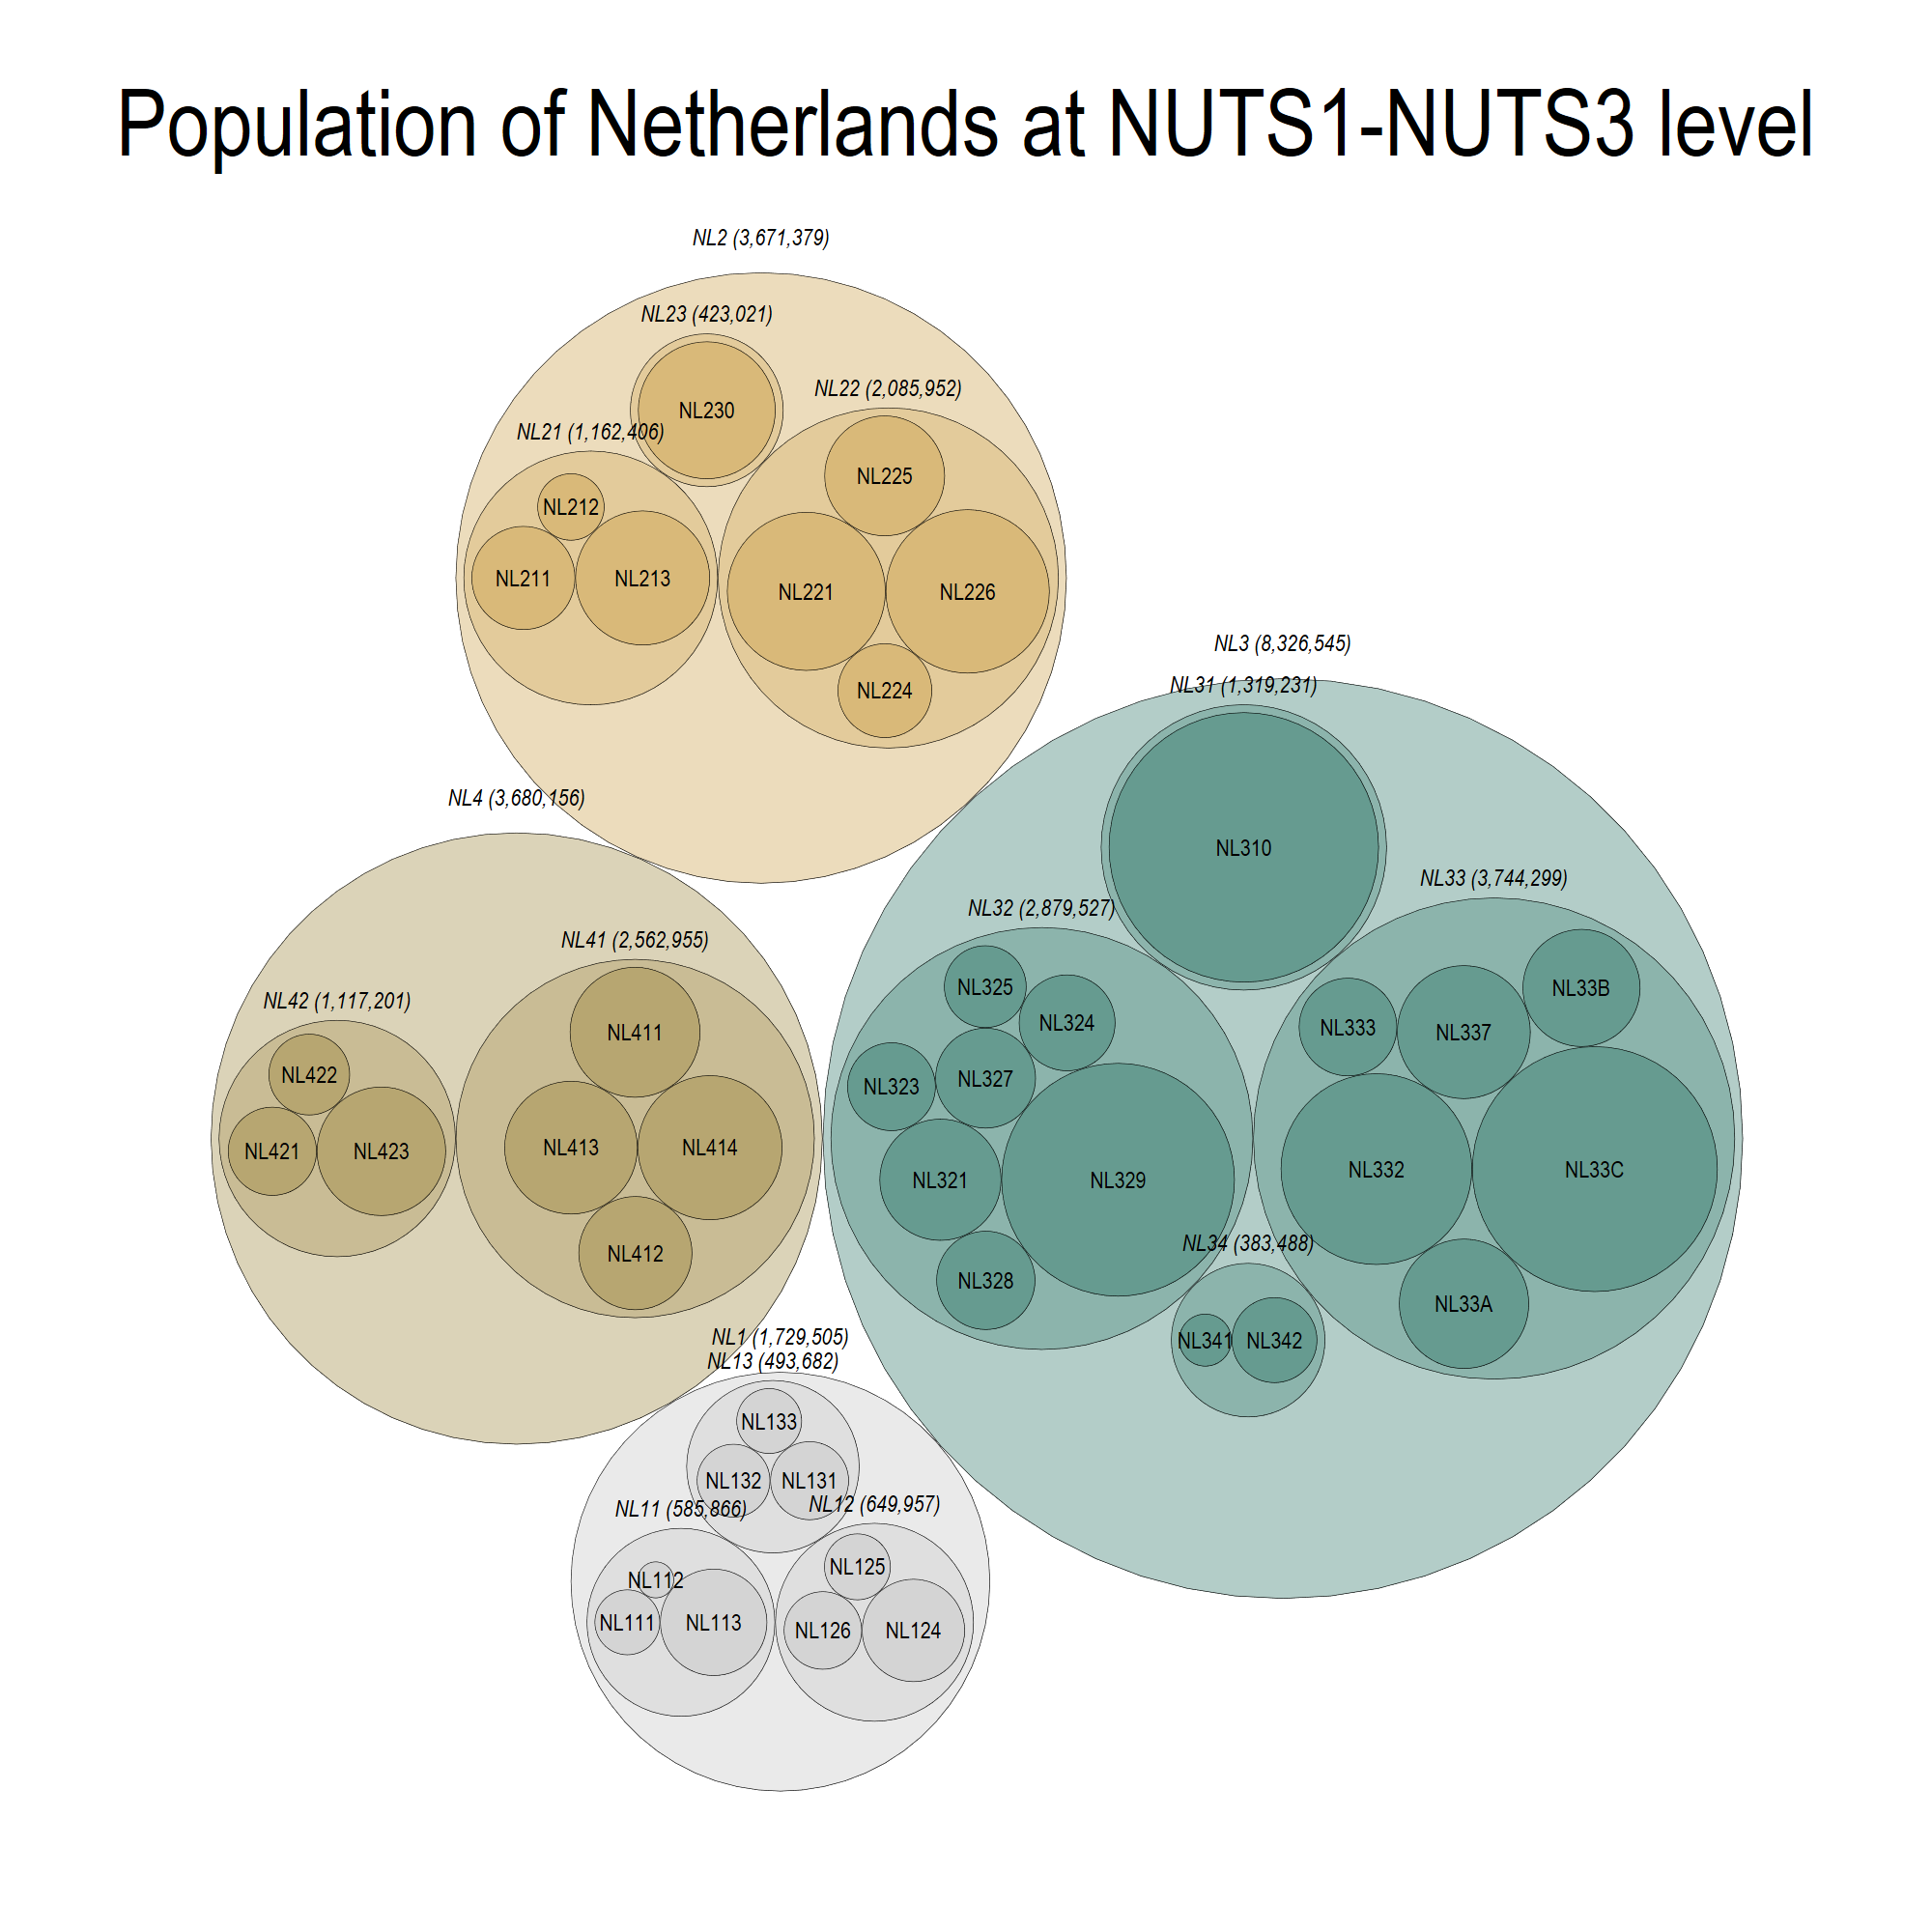 Population of Netherlands at NUTS1-NUTS3 level
NL2 (3,671,379)
NL23 (423,021)
NL230
NL22 (2,085,952)
NL21 (1,162,406)
NL225
NL212
NL211
NL213
NL221
NL226
NL224
NL3 (8,326,545)
NL31 (1,319,231)
NL310
NL4 (3,680,156)
NL33 (3,744,299)
NL32 (2,879,527)
NL41 (2,562,955)
NL42 (1,117,201)
NL325
NL33B
NL324
NL333
NL337
NL411
NL422
NL323
NL327
NL413
NL414
NL421
NL423
NL332
NL33C
NL321
NL329
NL34 (383,488)
NL412
NL328
NL33A
NL1 (1,729,505)
NL341
NL342
NL13 (493,682)
NL133
NL132
NL131
NL11 (585,866)
NL12 (649,957)
NL125
NL112
NL111
NL113
NL126
NL124